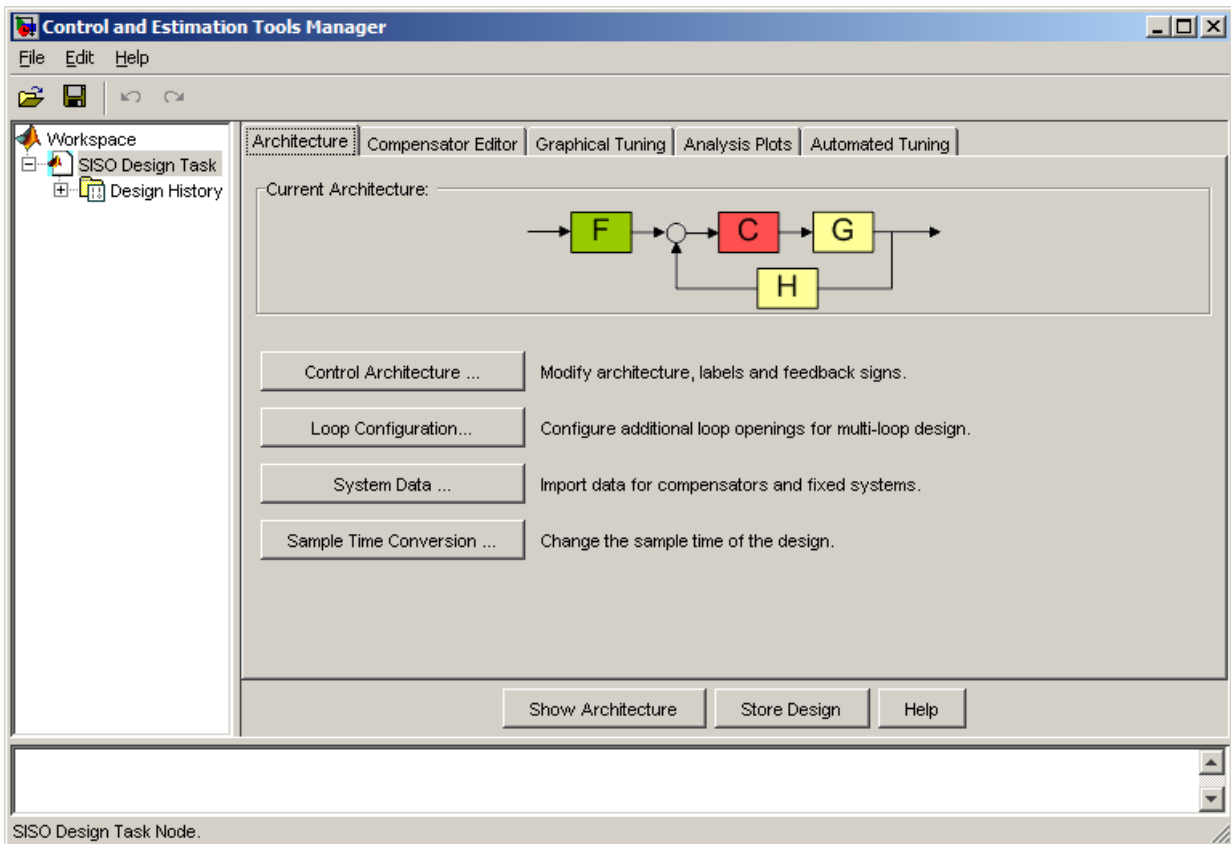 Control and Estimation Tools Manager
File Edit Help
Workspace
SISO Design Task
Design History
Architecture Compensator Editor Graphical Tuning Analysis Plots Automated Tuning
Current Architecture:
F C G
H
Control Architecture ... Modify architecture, labels and feedback signs.
Loop Configuration... Configure additional loop openings for multi-loop design.
System Data ... Import data for compensators and fixed systems.
Sample Time Conversion ... Change the sample time of the design.
Show Architecture Store Design Help
SISO Design Task Node.